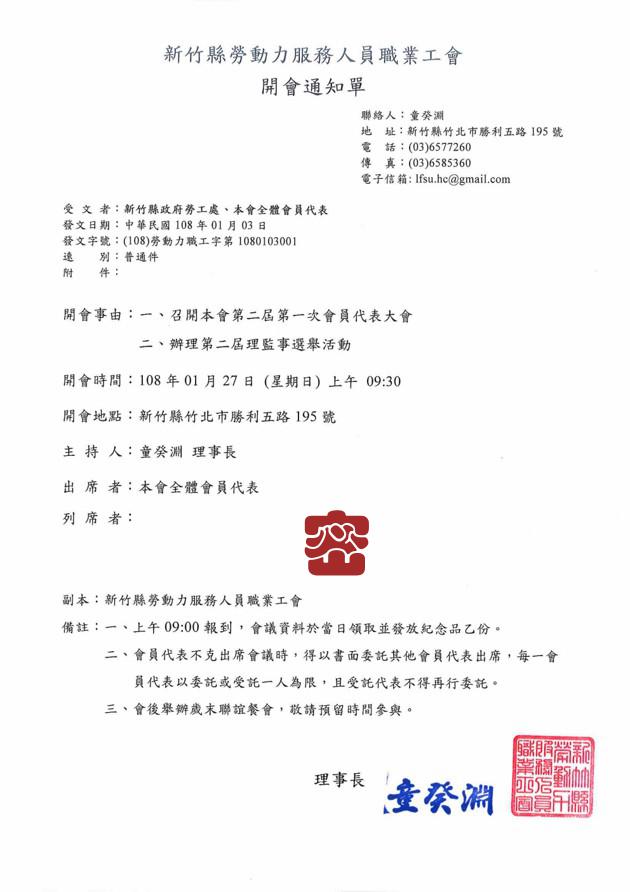 新竹縣勞動力服務人員職業工會
開會通知單
聯絡人：童癸淵
地　址：新竹縣竹北市勝利五路 195 號
電　話：(03)6577260
傳　真：(03)6585360
電子信箱: lfsu.hc@gmail.com
受 文 者：新竹縣政府勞工處、本會全體會員代表
發文日期：中華民國 108 年 01 月 03 日
發文字號：(108)勞動力職工字第 1080103001
速　　別：普通件
附　　件：
開會事由：一、召開本會第二屆第一次會員代表大會
二、辦理第二屆理監事選舉活動
開會時間：108 年 01 月 27 日 (星期日) 上午 09:30
開會地點：新竹縣竹北市勝利五路 195 號
主 持 人：童癸淵 理事長
出 席 者：本會全體會員代表
列 席 者：
副本：新竹縣勞動力服務人員職業工會
備註：一、上午 09:00 報到，會議資料於當日領取並發放紀念品乙份。
二、會員代表不克出席會議時，得以書面委託其他會員代表出席，每一會
員代表以委託或受託一人為限，且受託代表不得再行委託。
三、會後舉辦歲末聯誼餐會，敬請預留時間參與。
理事長
童癸淵
新竹縣
勞動力
服務人員
職業工會